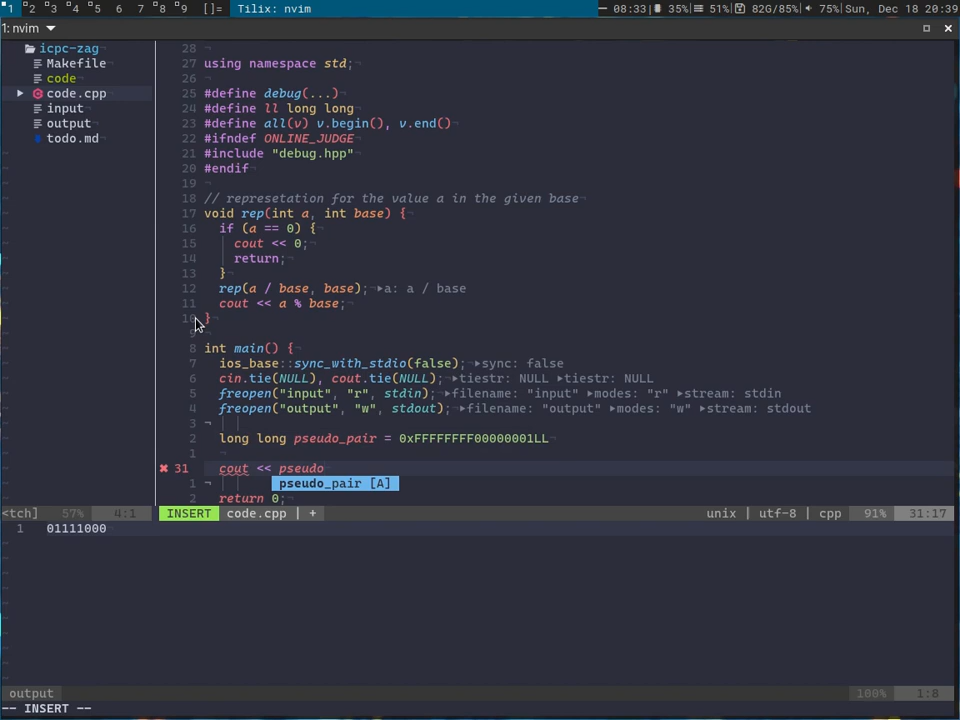 1 2 3 4 5 6 7 8 9 []= Tilix: nvim 08:33 35% 51% 82G/85% 75% Sun, Dec 18 20:39
1: nvim
icpc-zag
Makefile
code
code.cpp
input
output
todo.md
28 ¬
27 using namespace std;¬
26 ¬
25 #define debug(...)¬
24 #define ll long long¬
23 #define all(v) v.begin(), v.end()¬
22 #ifndef ONLINE_JUDGE¬
21 #include "debug.hpp"¬
20 #endif¬
19 ¬
18 // represetation for the value a in the given base¬
17 void rep(int a, int base) {¬
16 if (a == 0) {¬
15 cout << 0;¬
14 return;¬
13 }¬
12 rep(a / base, base);¬ ▸a: a / base
11 cout << a % base;¬
10 }¬
9 ¬
8 int main() {¬
7 ios_base::sync_with_stdio(false);¬ ▸sync: false
6 cin.tie(NULL), cout.tie(NULL);¬ ▸tiestr: NULL ▸tiestr: NULL
5 freopen("input", "r", stdin);¬ ▸filename: "input" ▸modes: "r" ▸stream: stdin
4 freopen("output", "w", stdout);¬ ▸filename: "output" ▸modes: "w" ▸stream: stdout
3 ¬
2 long long pseudo_pair = 0xFFFFFFFF00000001LL¬
1 ¬
✖ 31 cout << pseudo
1 ¬ pseudo_pair [A]
2 return 0;¬
<tch] 57% 4:1 INSERT code.cpp | + unix | utf-8 | cpp 91% 31:17
1 01111000¬
output 100% 1:8
-- INSERT --